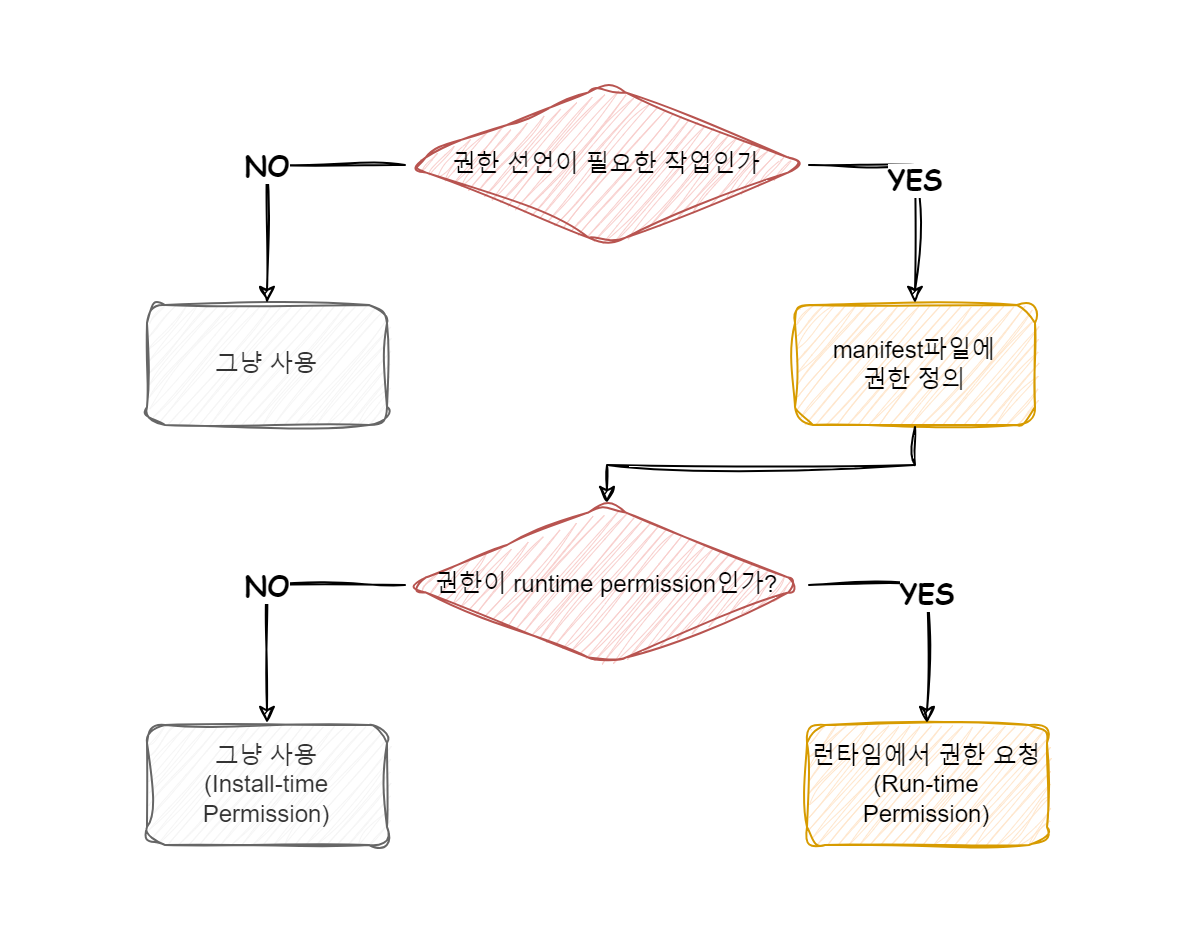 권한 선언이 필요한 작업인가
NO
YES
그냥 사용
manifest파일에
권한 정의
권한이 runtime permission인가?
NO
YES
그냥 사용
(Install-time
Permission)
런타임에서 권한 요청
(Run-time
Permission)